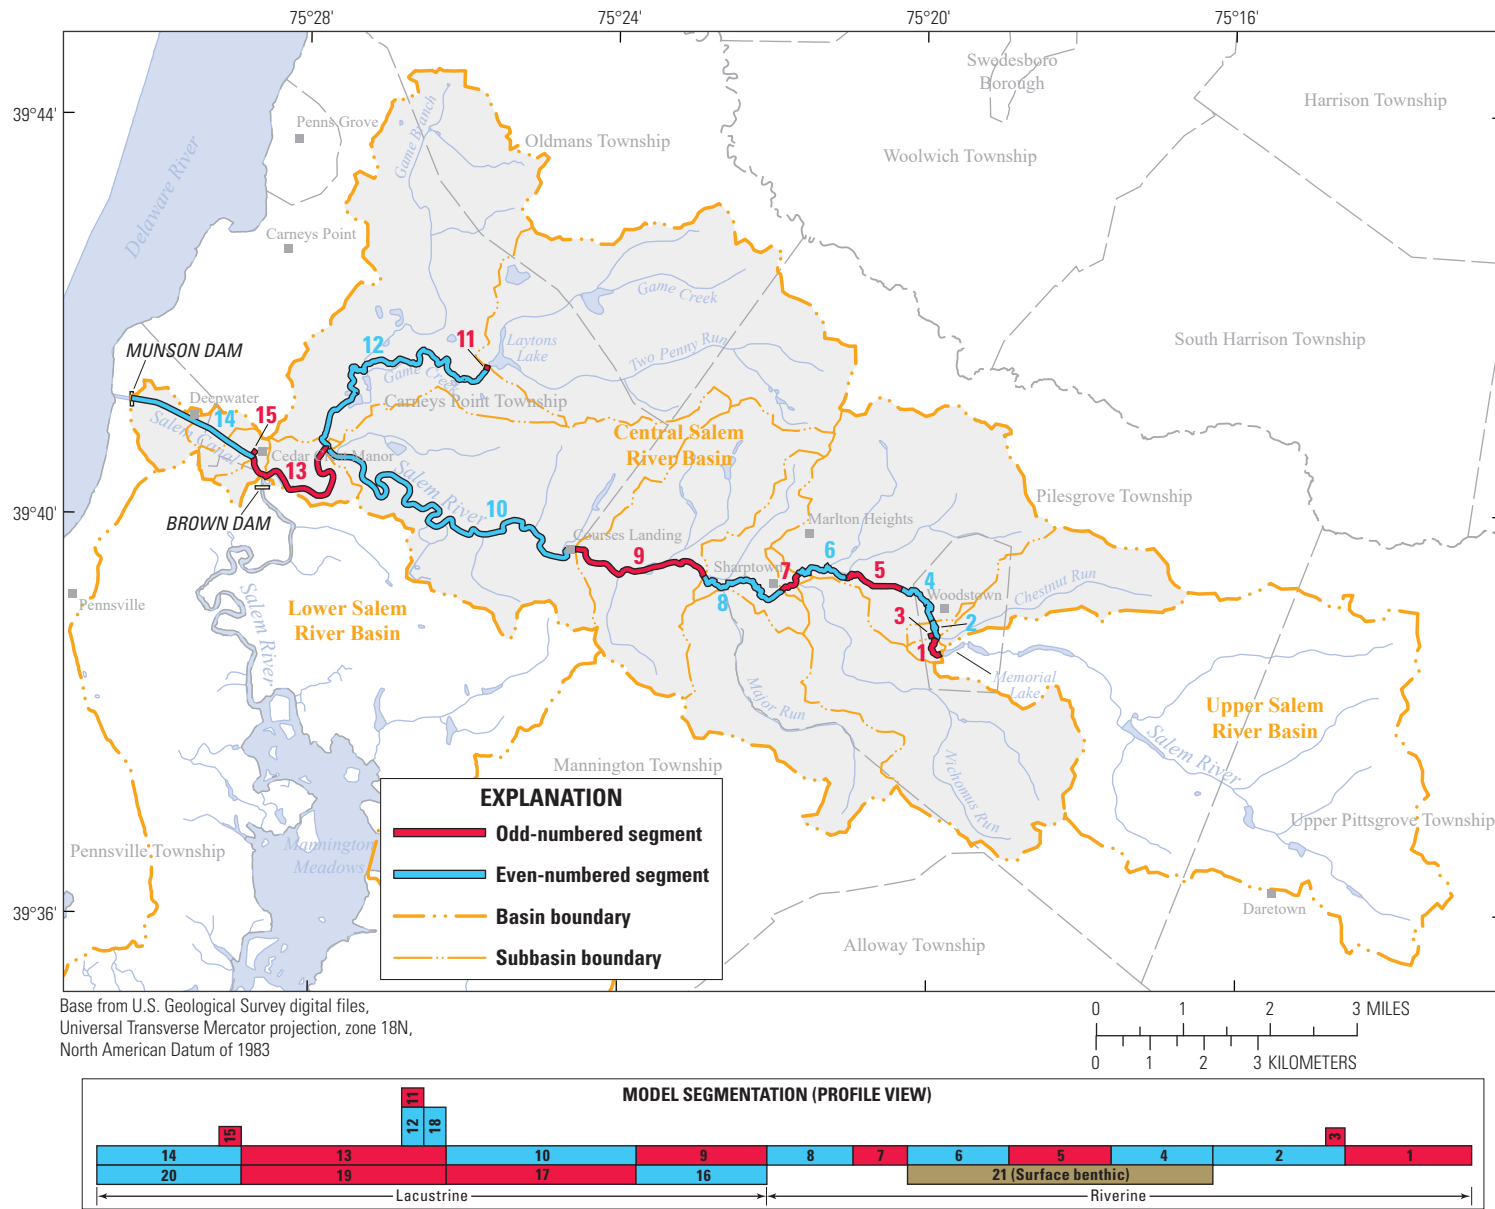 75°28'
75°24'
75°20'
75°16'
39°44'
39°40'
39°36'
Swedesboro
Borough
Harrison Township
Penns Grove
Oldmans Township
Woolwich Township
Game Branch
Delaware River
Carneys Point
Game Creek
South Harrison Township
MUNSON DAM
12
11
Laytons
Lake
Two Penny Run
Game Creek
Carneys Point Township
Deepwater
14
15
Salem Canal
Cedar Crest Manor
13
Central Salem
River Basin
Salem River
10
Pilesgrove Township
BROWN DAM
Marlton Heights
Courses Landing
9
6
Sharptown
7
5
4
Chestnut Run
Woodstown
8
3
2
1
Pennsville
Salem River
Lower Salem
River Basin
Memorial
Lake
Major Run
Upper Salem
River Basin
Salem River
Nichomus Run
Mannington Township
Upper Pittsgrove Township
Pennsville Township
Mannington
Meadows
Daretown
Alloway Township
EXPLANATION
Odd-numbered segment
Even-numbered segment
Basin boundary
Subbasin boundary
Base from U.S. Geological Survey digital files,
Universal Transverse Mercator projection, zone 18N,
North American Datum of 1983
0 1 2 3 MILES
0 1 2 3 KILOMETERS
MODEL SEGMENTATION (PROFILE VIEW)
11
15 12 18 3
14 13 10 9 8 7 6 5 4 2 1
20 19 17 16 21 (Surface benthic)
Lacustrine Riverine